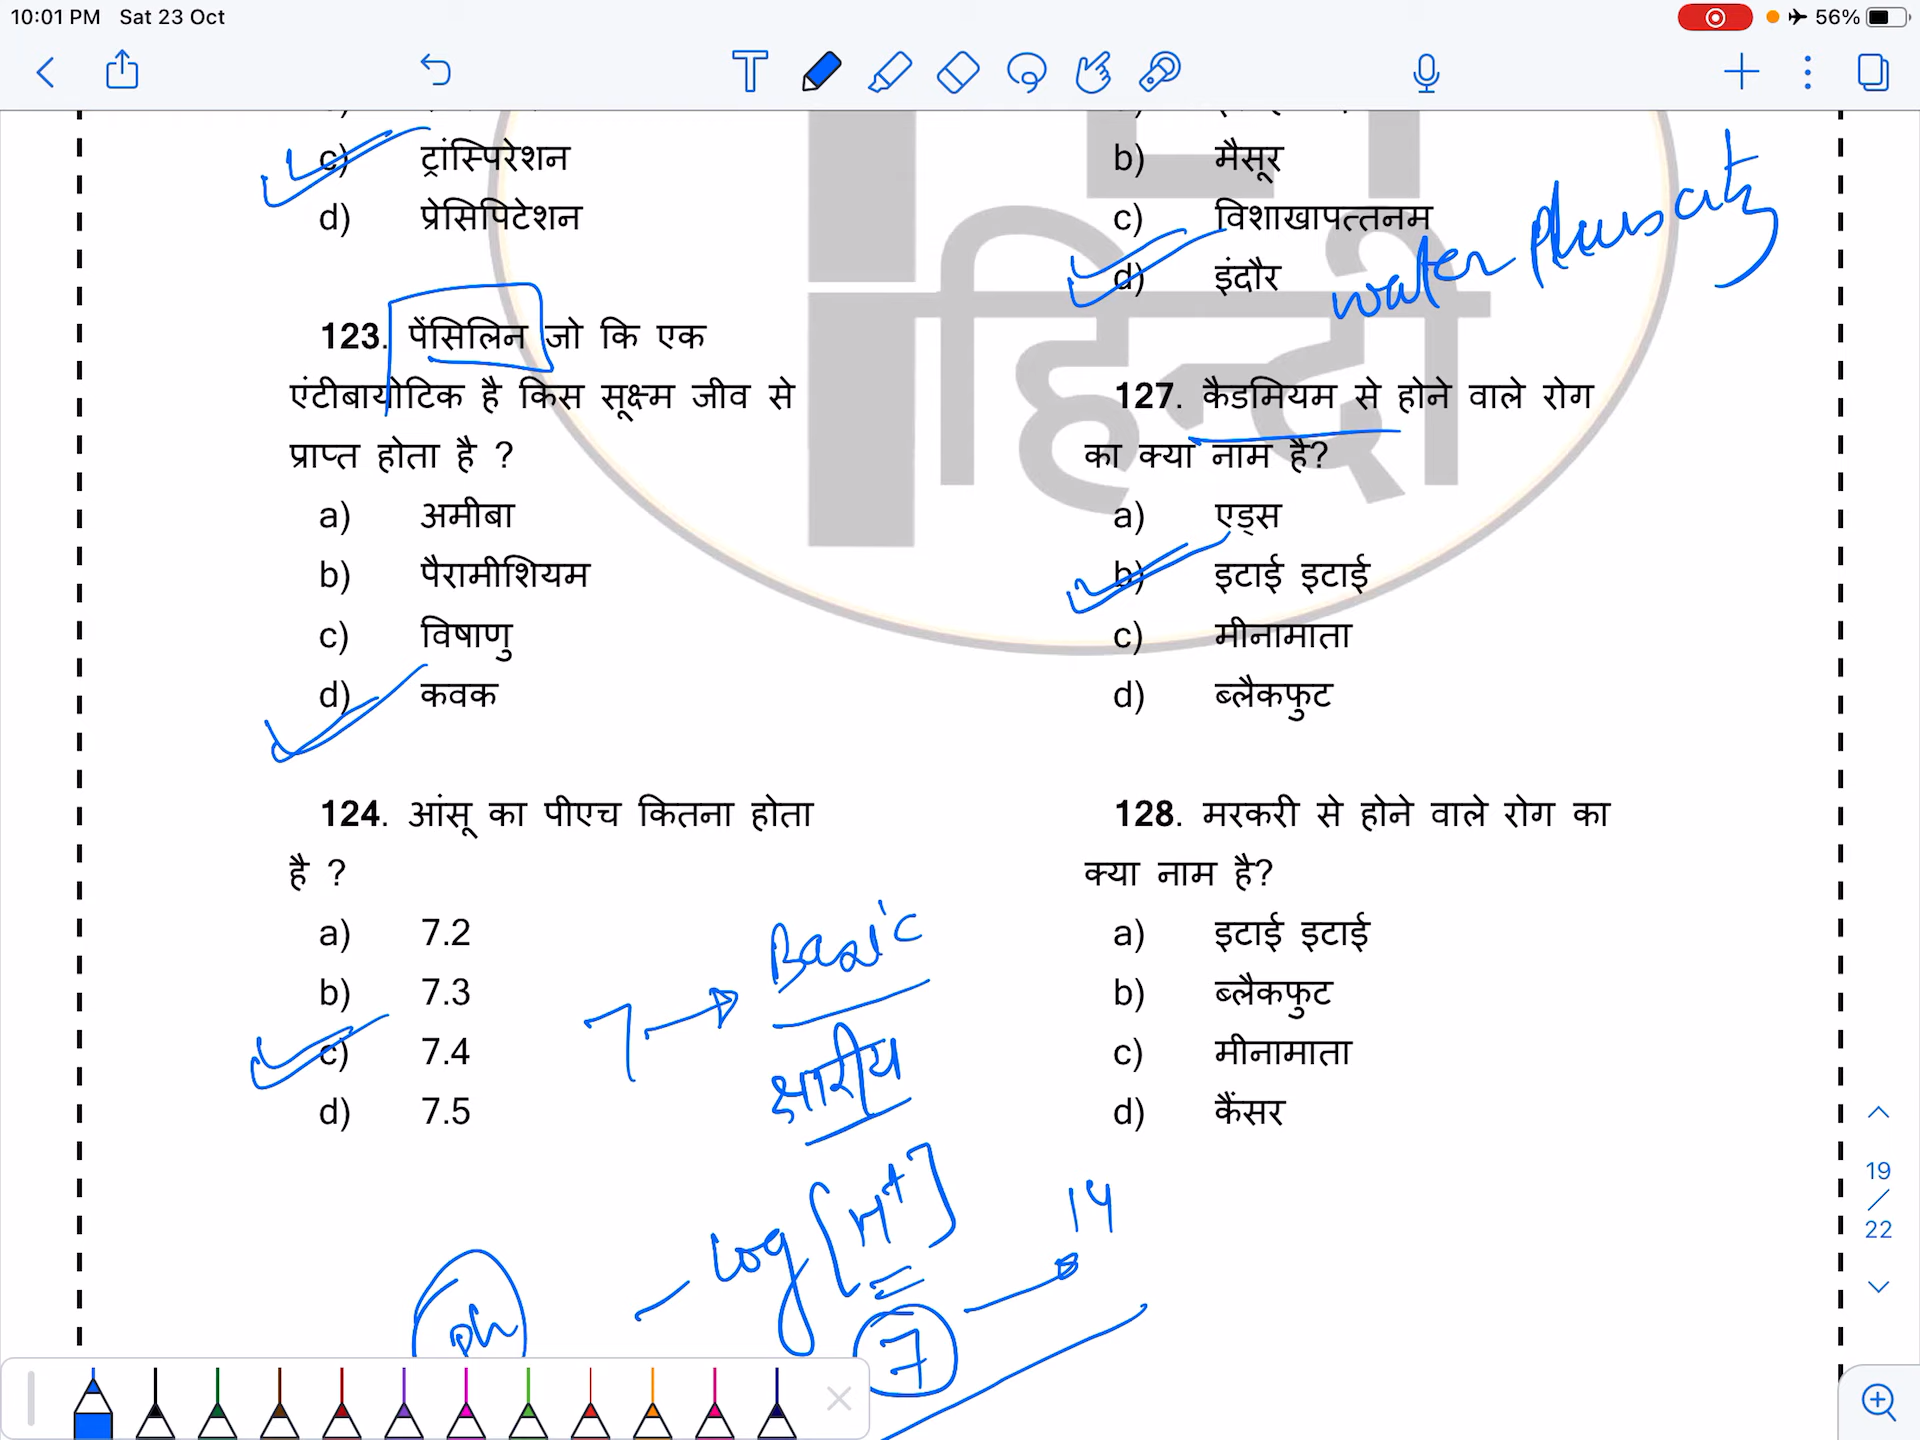 10:01 PM Sat 23 Oct
56%
c) ट्रांस्पिरेशन
d) प्रेसिपिटेशन
123. पेंसिलिन जो कि एक
एंटीबायोटिक है किस सूक्ष्म जीव से
प्राप्त होता है ?
a) अमीबा
b) पैरामीशियम
c) विषाणु
d) कवक
124. आंसू का पीएच कितना होता
है ?
a) 7.2
b) 7.3
c) 7.4
d) 7.5
7 → Basic
क्षारीय
- log [H+]
ph
7 → 14
b) मैसूर
c) विशाखापत्तनम
d) इंदौर
water plus city
127. कैडमियम से होने वाले रोग
का क्या नाम है?
a) एड्स
b) इटाई इटाई
c) मीनामाता
d) ब्लैकफुट
128. मरकरी से होने वाले रोग का
क्या नाम है?
a) इटाई इटाई
b) ब्लैकफुट
c) मीनामाता
d) कैंसर
हिन्दी
19
/
22